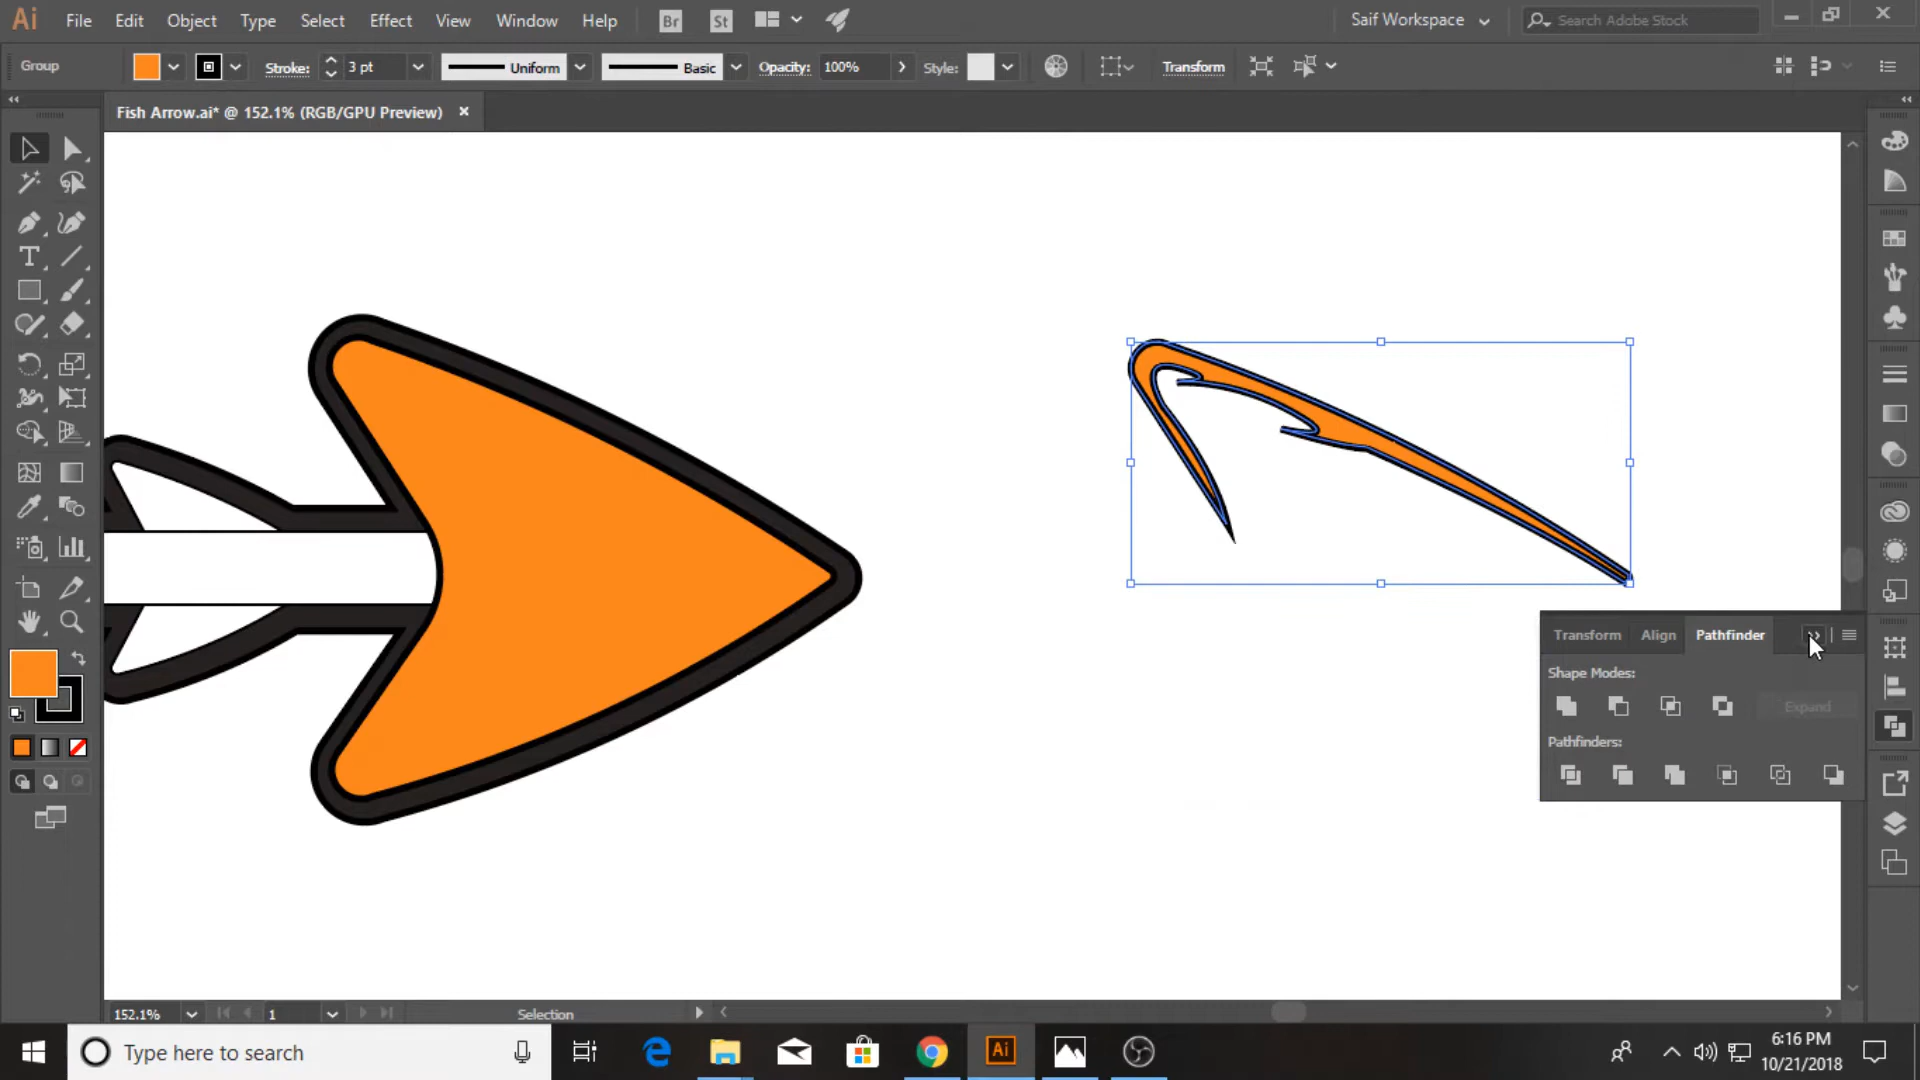 Ai File Edit Object Type Select Effect View Window Help Br St Saif Workspace Search Adobe Stock
Group Stroke: 3 pt Uniform Basic Opacity: 100% Style: Transform
Fish Arrow.ai* @ 152.1% (RGB/GPU Preview) ×
Transform Align Pathfinder
Shape Modes:
Expand
Pathfinders:
152.1% 1 Selection
Type here to search
Ai
6:16 PM
10/21/2018